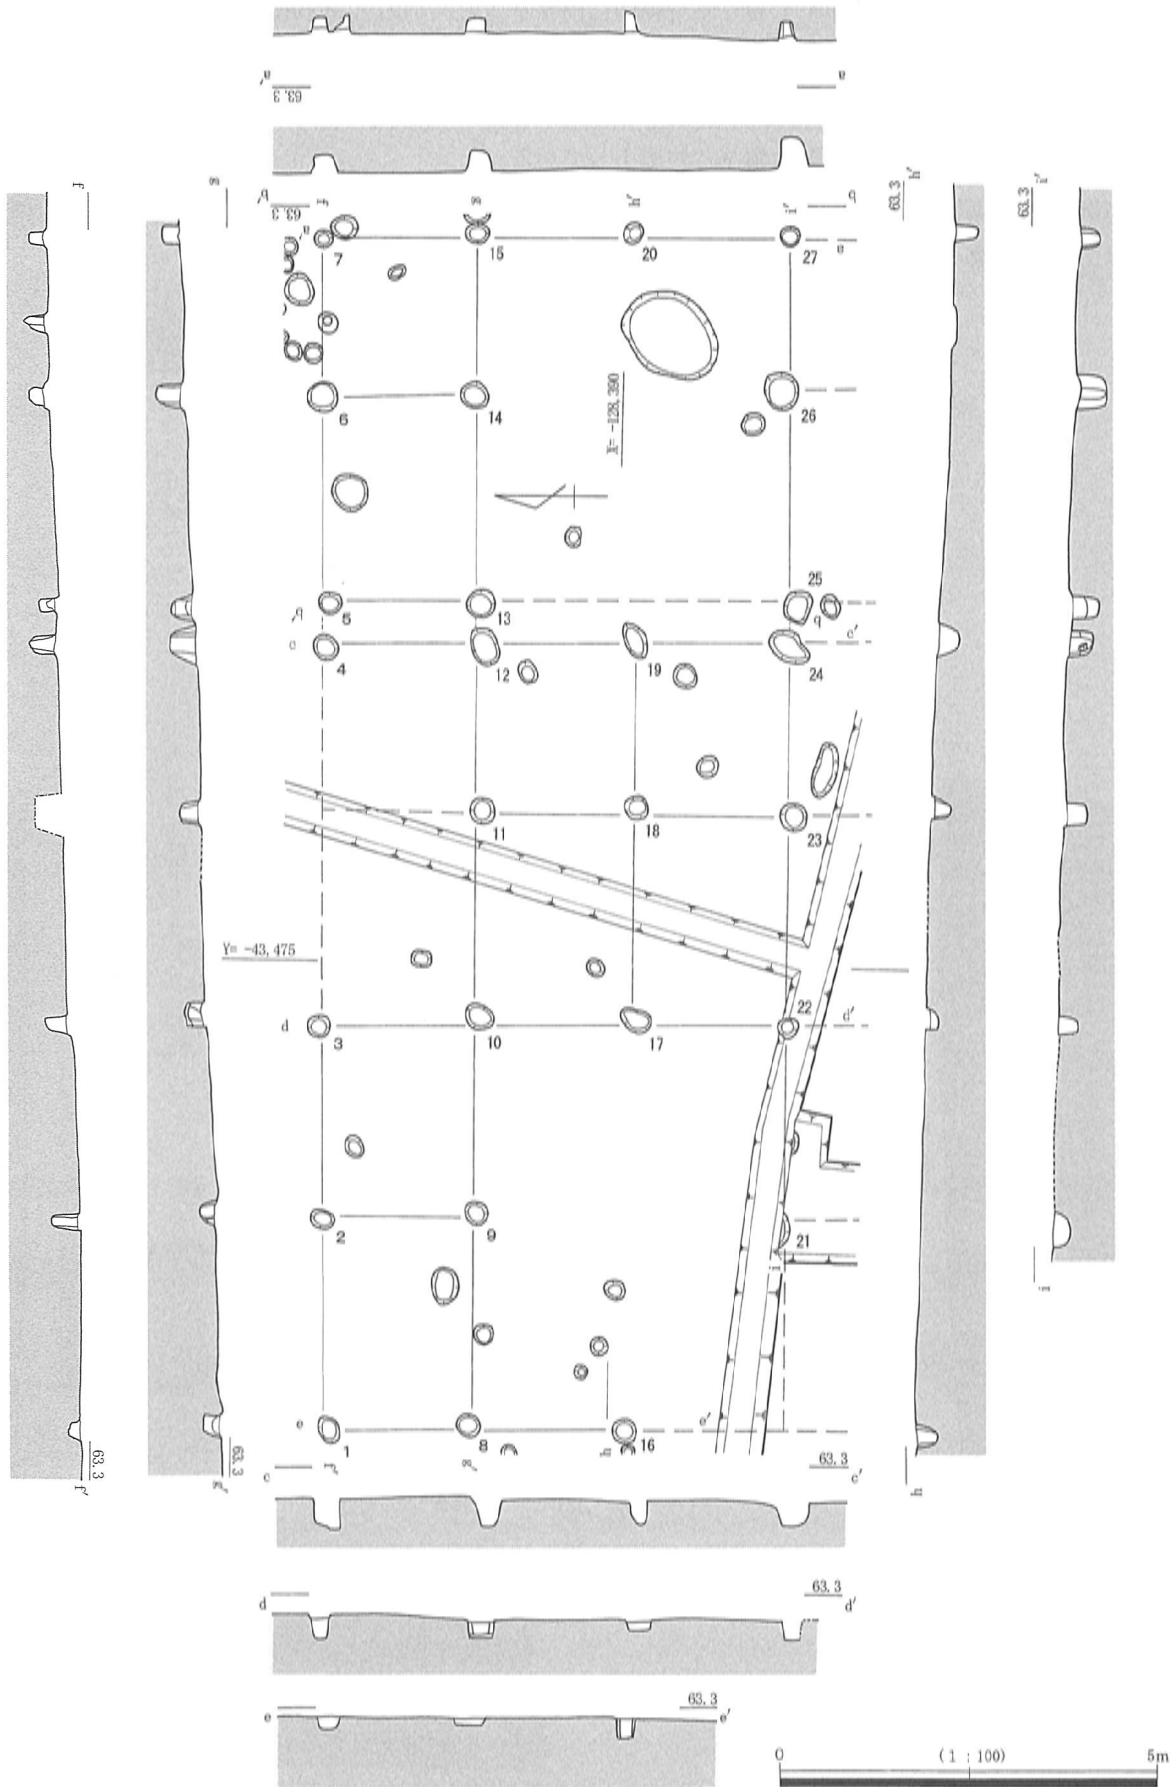 a'
63.3
a
f'
g
b'
63.3
f
g
h'
i'
b
63.3
h'
63.3
i'
a'
7
15
20
27
a
6
14
26
X= -128,390
5
13
25
b'
b
c
4
12
19
24
c'
11
18
23
Y= -43,475
22
d
3
10
17
d'
2
9
21
i
i
e
1
8
h
16
e'
63.3
f'
63.3
g'
c
f'
g'
63.3
c'
h
d
63.3
d'
e
63.3
e'
0
(1 : 100)
5m